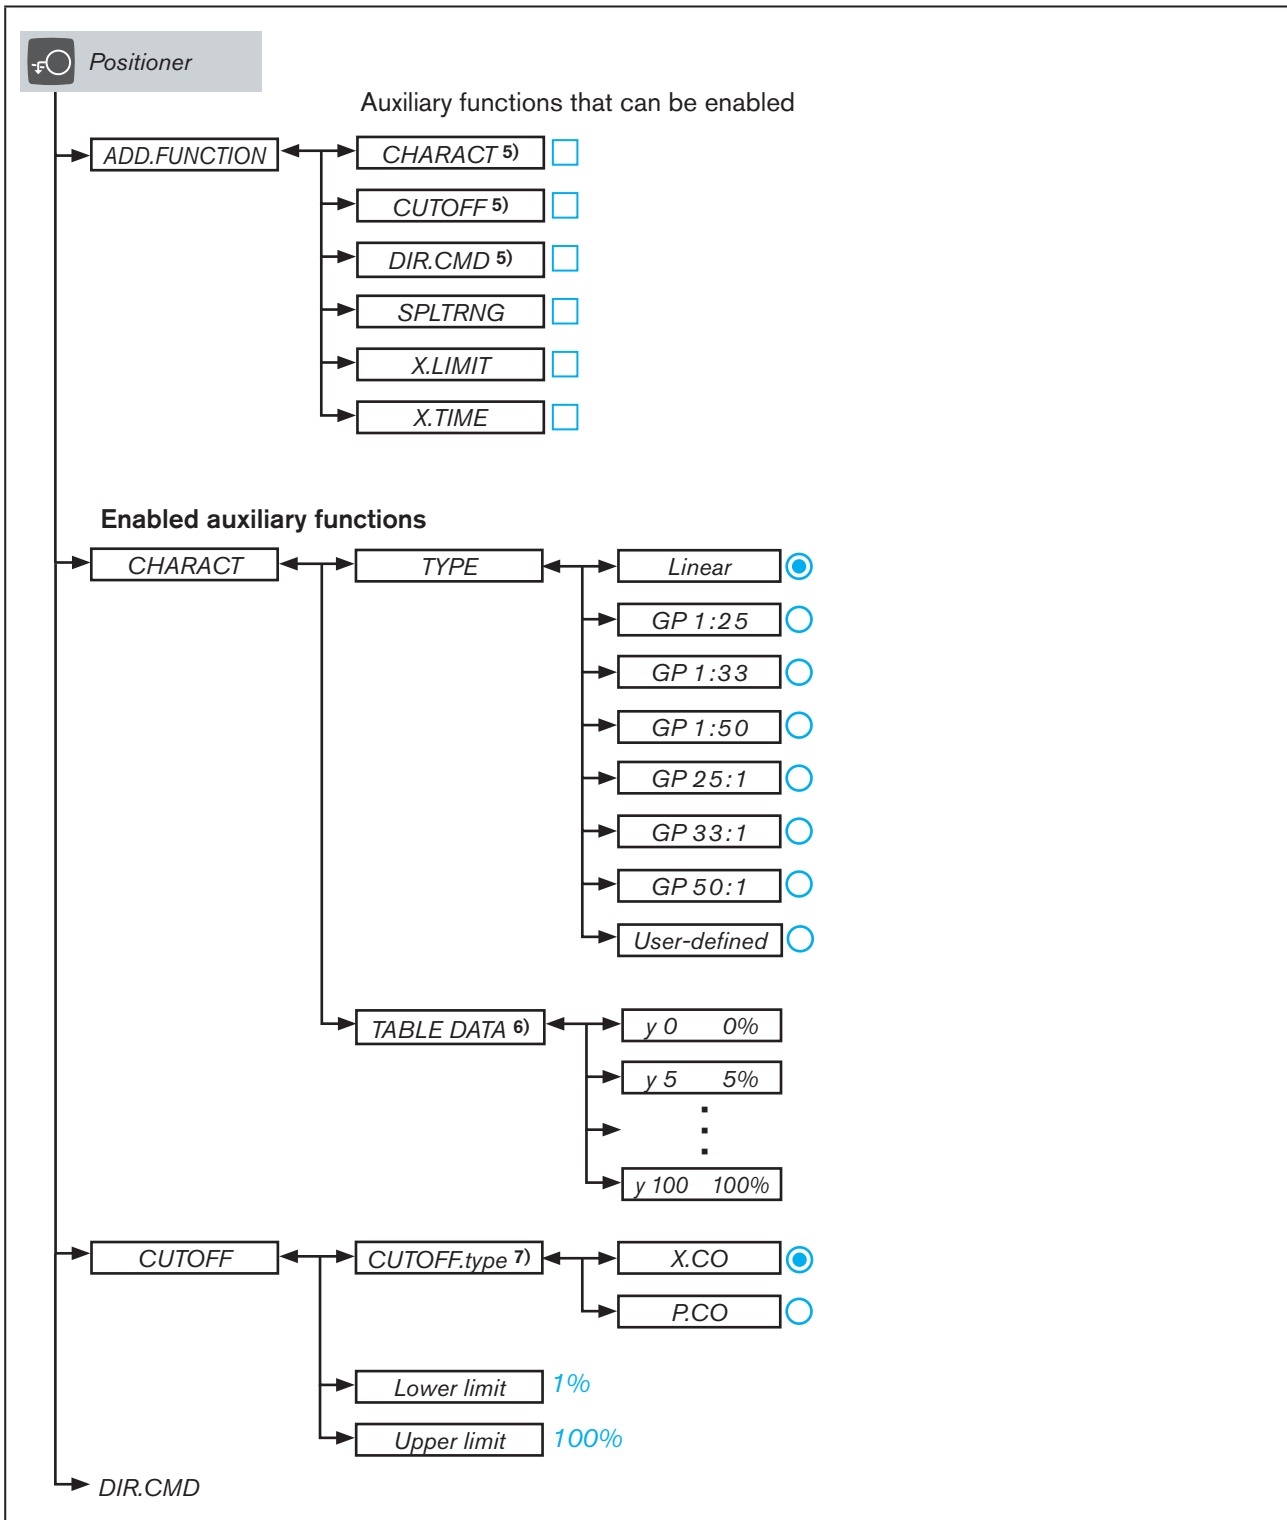 Positioner
Auxiliary functions that can be enabled
ADD.FUNCTION
CHARACT 5)
CUTOFF 5)
DIR.CMD 5)
SPLTRNG
X.LIMIT
X.TIME
Enabled auxiliary functions
CHARACT
TYPE
Linear
GP 1:25
GP 1:33
GP 1:50
GP 25:1
GP 33:1
GP 50:1
User-defined
TABLE DATA 6)
y 0 0%
y 5 5%
y 100 100%
CUTOFF
CUTOFF.type 7)
X.CO
P.CO
Lower limit 1%
Upper limit 100%
DIR.CMD